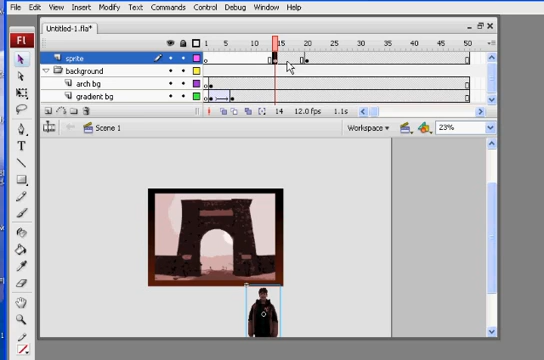 File Edit View Insert Modify Text Commands Control Debug Window Help
Fl
Untitled-1.fla*
1 5 10 15 20 25 30 35 40 45 50
sprite
background
arch bg
gradient bg
14 12.0 fps 1.1s
Scene 1
Workspace
23%
T